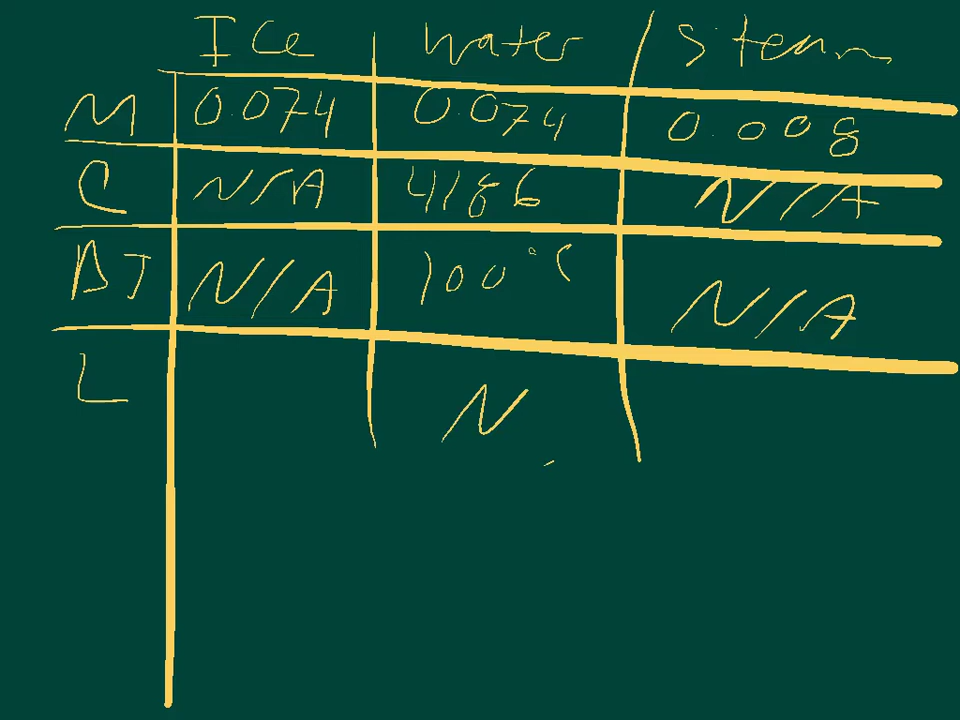 Ice Water Steam
M 0.074 0.074 0.008
C N/A 4186 N/A
ΔT N/A 100°C N/A
L N